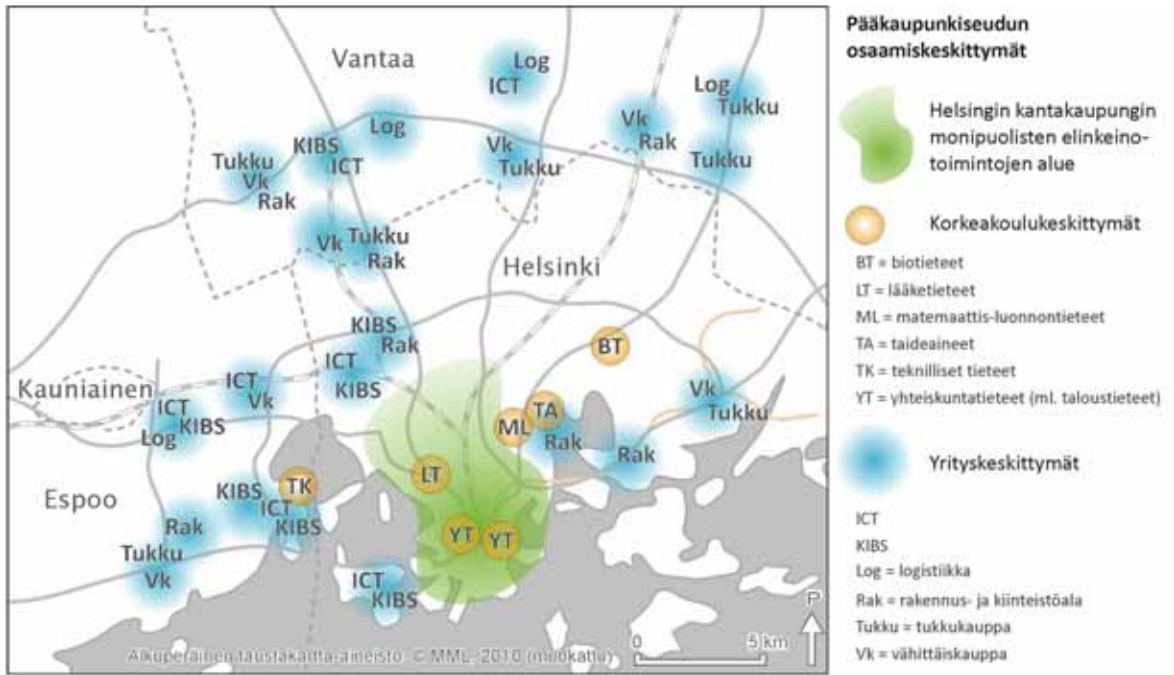 Vantaa
Log
ICT
Log
Tukku
Log
Vk
Rak
KIBS
ICT
Vk
Tukku
Tukku
Tukku
Vk
Rak
Vk
Tukku
Rak
Helsinki
KIBS
Rak
BT
ICT
KIBS
Kauniainen
ICT
Vk
Vk
Tukku
ICT
KIBS
Log
TA
ML
Rak
Rak
LT
Espoo
TK
KIBS
ICT
KIBS
Rak
YT
YT
Tukku
Vk
ICT
KIBS
P
0
5 km
Alkuperäinen taustakartta-aineisto: © MML, 2010 (muokattu)
Pääkaupunkiseudun
osaamiskeskittymät
Helsingin kantakaupungin
monipuolisten elinkeino-
toimintojen alue
Korkeakoulukeskittymät
BT = biotieteet
LT = lääketieteet
ML = matemaattis-luonnontieteet
TA = taideaineet
TK = teknilliset tieteet
YT = yhteiskuntatieteet (ml. taloustieteet)
Yrityskeskittymät
ICT
KIBS
Log = logistiikka
Rak = rakennus- ja kiinteistöala
Tukku = tukkukauppa
Vk = vähittäiskauppa